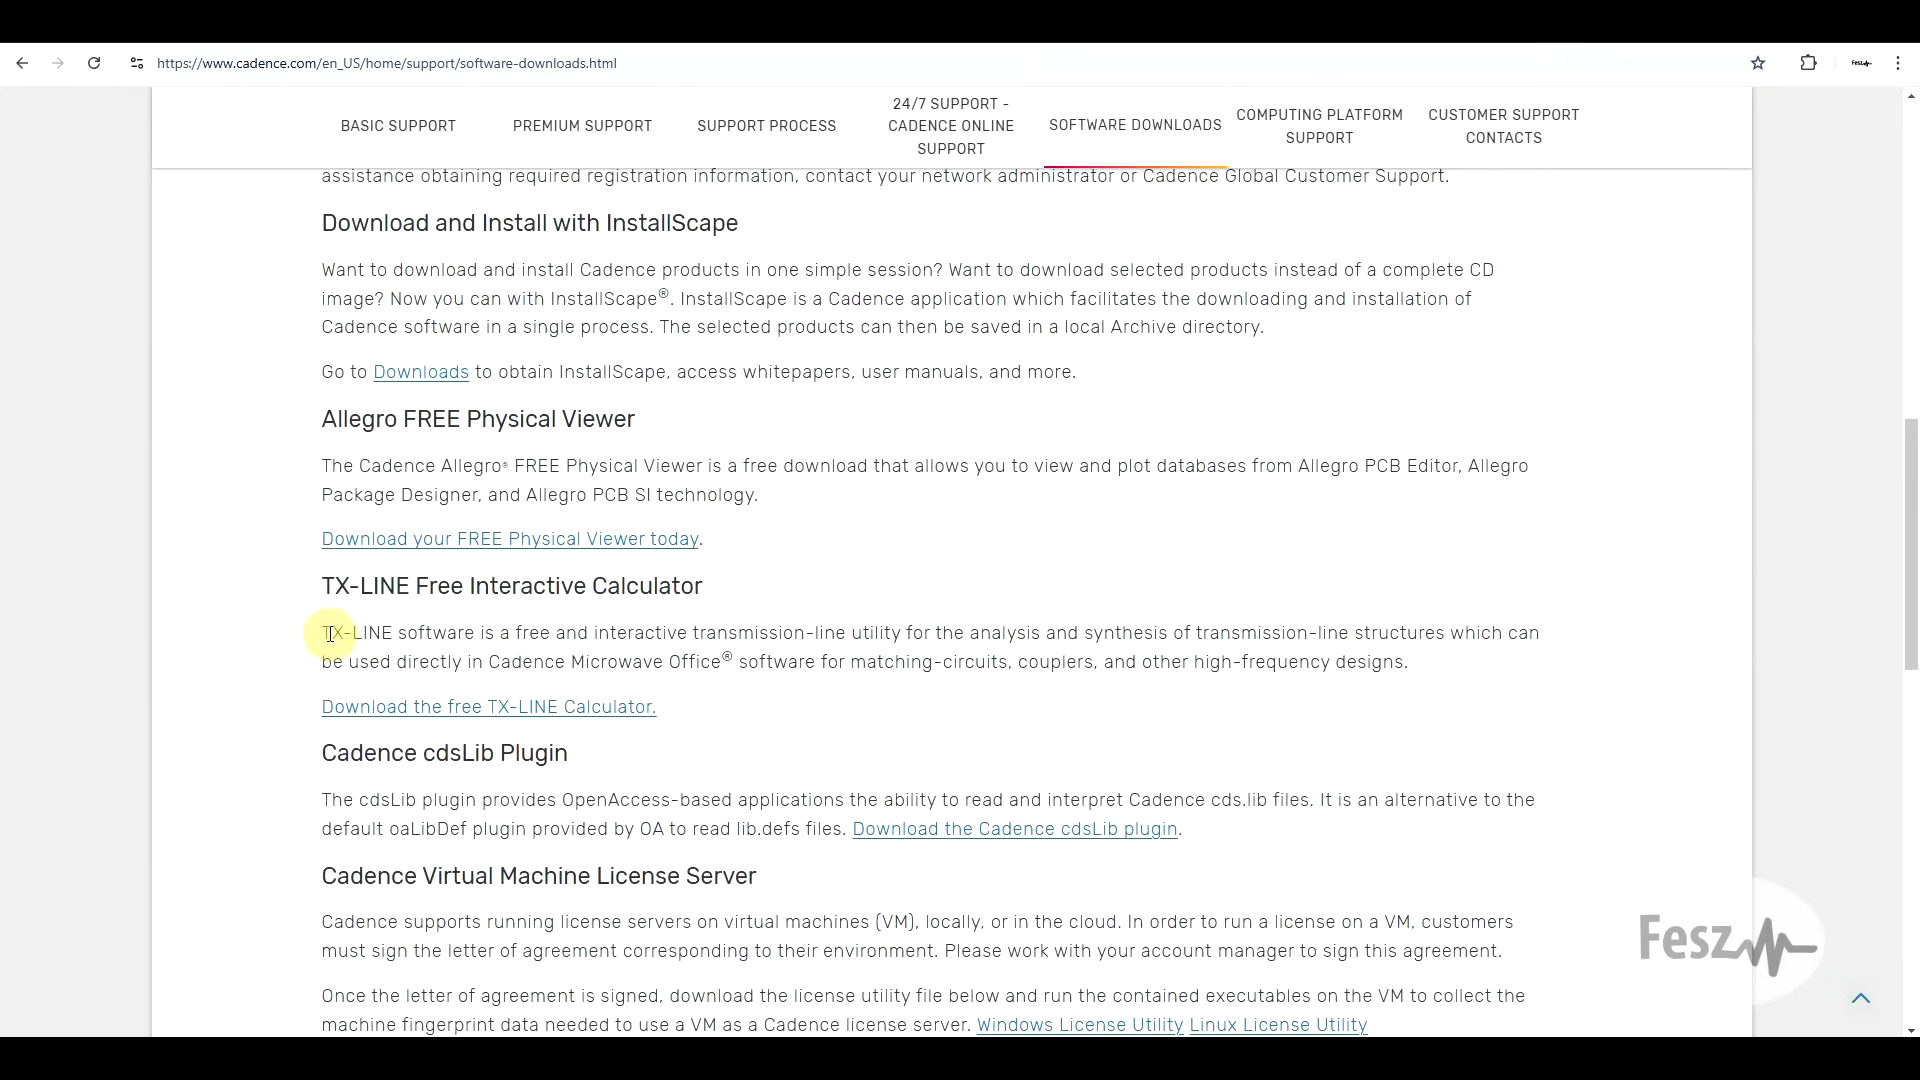 https://www.cadence.com/en_US/home/support/software-downloads.html
Fesz
BASIC SUPPORT
PREMIUM SUPPORT
SUPPORT PROCESS
24/7 SUPPORT -
CADENCE ONLINE
SUPPORT
SOFTWARE DOWNLOADS
COMPUTING PLATFORM
SUPPORT
CUSTOMER SUPPORT
CONTACTS
assistance obtaining required registration information, contact your network administrator or Cadence Global Customer Support.
Download and Install with InstallScape
Want to download and install Cadence products in one simple session? Want to download selected products instead of a complete CD
image? Now you can with InstallScape®. InstallScape is a Cadence application which facilitates the downloading and installation of
Cadence software in a single process. The selected products can then be saved in a local Archive directory.
Go to Downloads to obtain InstallScape, access whitepapers, user manuals, and more.
Allegro FREE Physical Viewer
The Cadence Allegro® FREE Physical Viewer is a free download that allows you to view and plot databases from Allegro PCB Editor, Allegro
Package Designer, and Allegro PCB SI technology.
Download your FREE Physical Viewer today.
TX-LINE Free Interactive Calculator
TX-LINE software is a free and interactive transmission-line utility for the analysis and synthesis of transmission-line structures which can
be used directly in Cadence Microwave Office® software for matching-circuits, couplers, and other high-frequency designs.
Download the free TX-LINE Calculator.
Cadence cdsLib Plugin
The cdsLib plugin provides OpenAccess-based applications the ability to read and interpret Cadence cds.lib files. It is an alternative to the
default oaLibDef plugin provided by OA to read lib.defs files. Download the Cadence cdsLib plugin.
Cadence Virtual Machine License Server
Cadence supports running license servers on virtual machines (VM), locally, or in the cloud. In order to run a license on a VM, customers
must sign the letter of agreement corresponding to their environment. Please work with your account manager to sign this agreement.
Once the letter of agreement is signed, download the license utility file below and run the contained executables on the VM to collect the
machine fingerprint data needed to use a VM as a Cadence license server. Windows License Utility Linux License Utility
Fesz